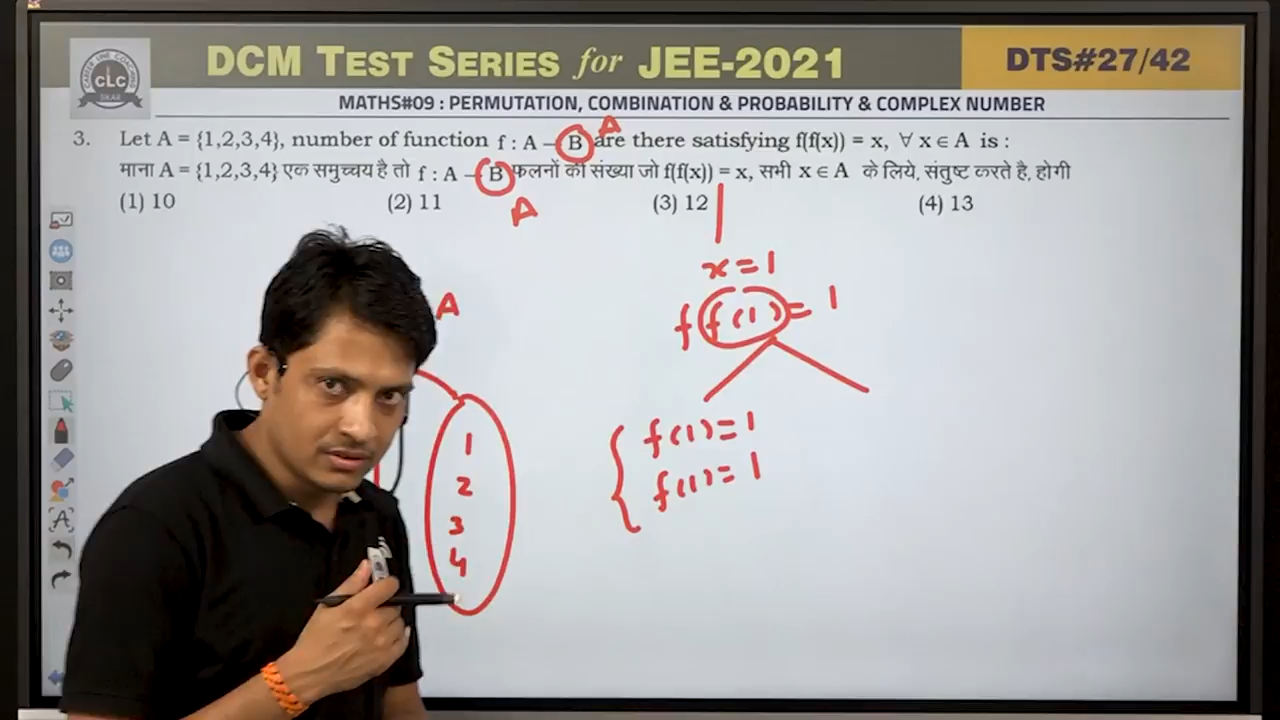 DCM TEST SERIES for JEE-2021
DTS#27/42
CLC
SIKAR
MATHS#09 : PERMUTATION, COMBINATION & PROBABILITY & COMPLEX NUMBER
3. Let A = {1,2,3,4}, number of function f : A – B are there satisfying f(f(x)) = x, ∀ x ∈ A is :
A
माना A = {1,2,3,4} एक समुच्चय है तो f : A – B फलनों की संख्या जो f(f(x)) = x, सभी x ∈ A के लिये, संतुष्ट करते है, होगी
A
(1) 10 (2) 11 (3) 12 (4) 13
x = 1
f f(1) = 1
A
f(1) = 1
f(1) = 1
1
2
3
4